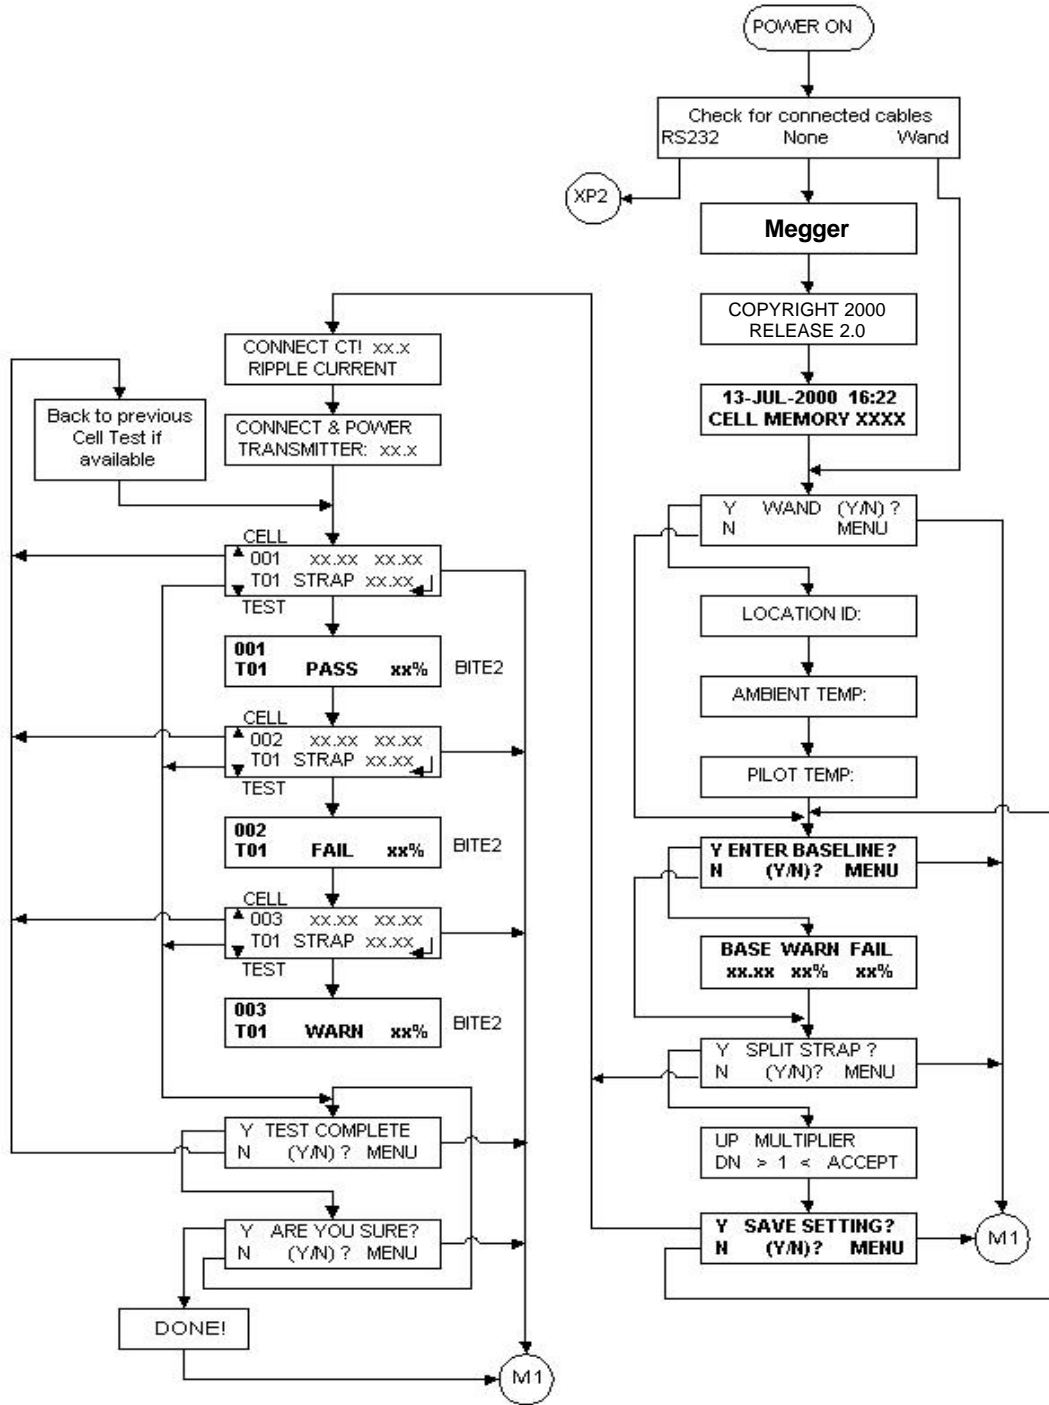 POWER ON
Check for connected cables
RS232 None Wand
XP2
Megger
COPYRIGHT 2000
RELEASE 2.0
13-JUL-2000 16:22
CELL MEMORY XXXX
Y WAND (Y/N) ?
N MENU
LOCATION ID:
AMBIENT TEMP:
PILOT TEMP:
Y ENTER BASELINE?
N (Y/N)? MENU
BASE WARN FAIL
xx.xx xx% xx%
Y SPLIT STRAP ?
N (Y/N)? MENU
UP MULTIPLIER
DN > 1 < ACCEPT
Y SAVE SETTING?
N (Y/N)? MENU
M1
CONNECT CT! xx.x
RIPPLE CURRENT
CONNECT & POWER
TRANSMITTER: xx.x
Back to previous
Cell Test if
available
CELL
001 xx.xx xx.xx
T01 STRAP xx.xx
TEST
001
T01 PASS xx%
BITE2
CELL
002 xx.xx xx.xx
T01 STRAP xx.xx
TEST
002
T01 FAIL xx%
BITE2
CELL
003 xx.xx xx.xx
T01 STRAP xx.xx
TEST
003
T01 WARN xx%
BITE2
Y TEST COMPLETE
N (Y/N) ? MENU
Y ARE YOU SURE?
N (Y/N) ? MENU
DONE!
M1